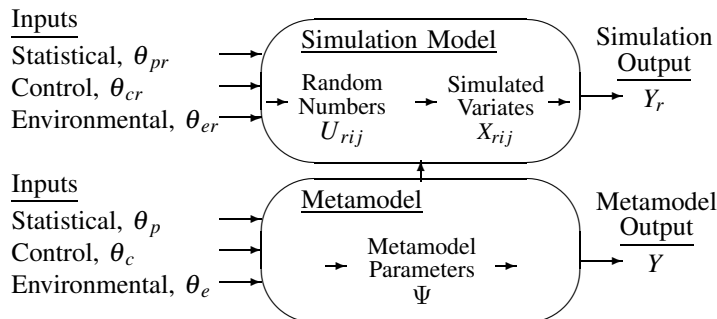 Inputs
Statistical, θ_pr
Control, θ_cr
Environmental, θ_er
Simulation Model
Random
Numbers
U_rij
Simulated
Variates
X_rij
Simulation
Output
Y_r
Inputs
Statistical, θ_p
Control, θ_c
Environmental, θ_e
Metamodel
Metamodel
Parameters
Ψ
Metamodel
Output
Y